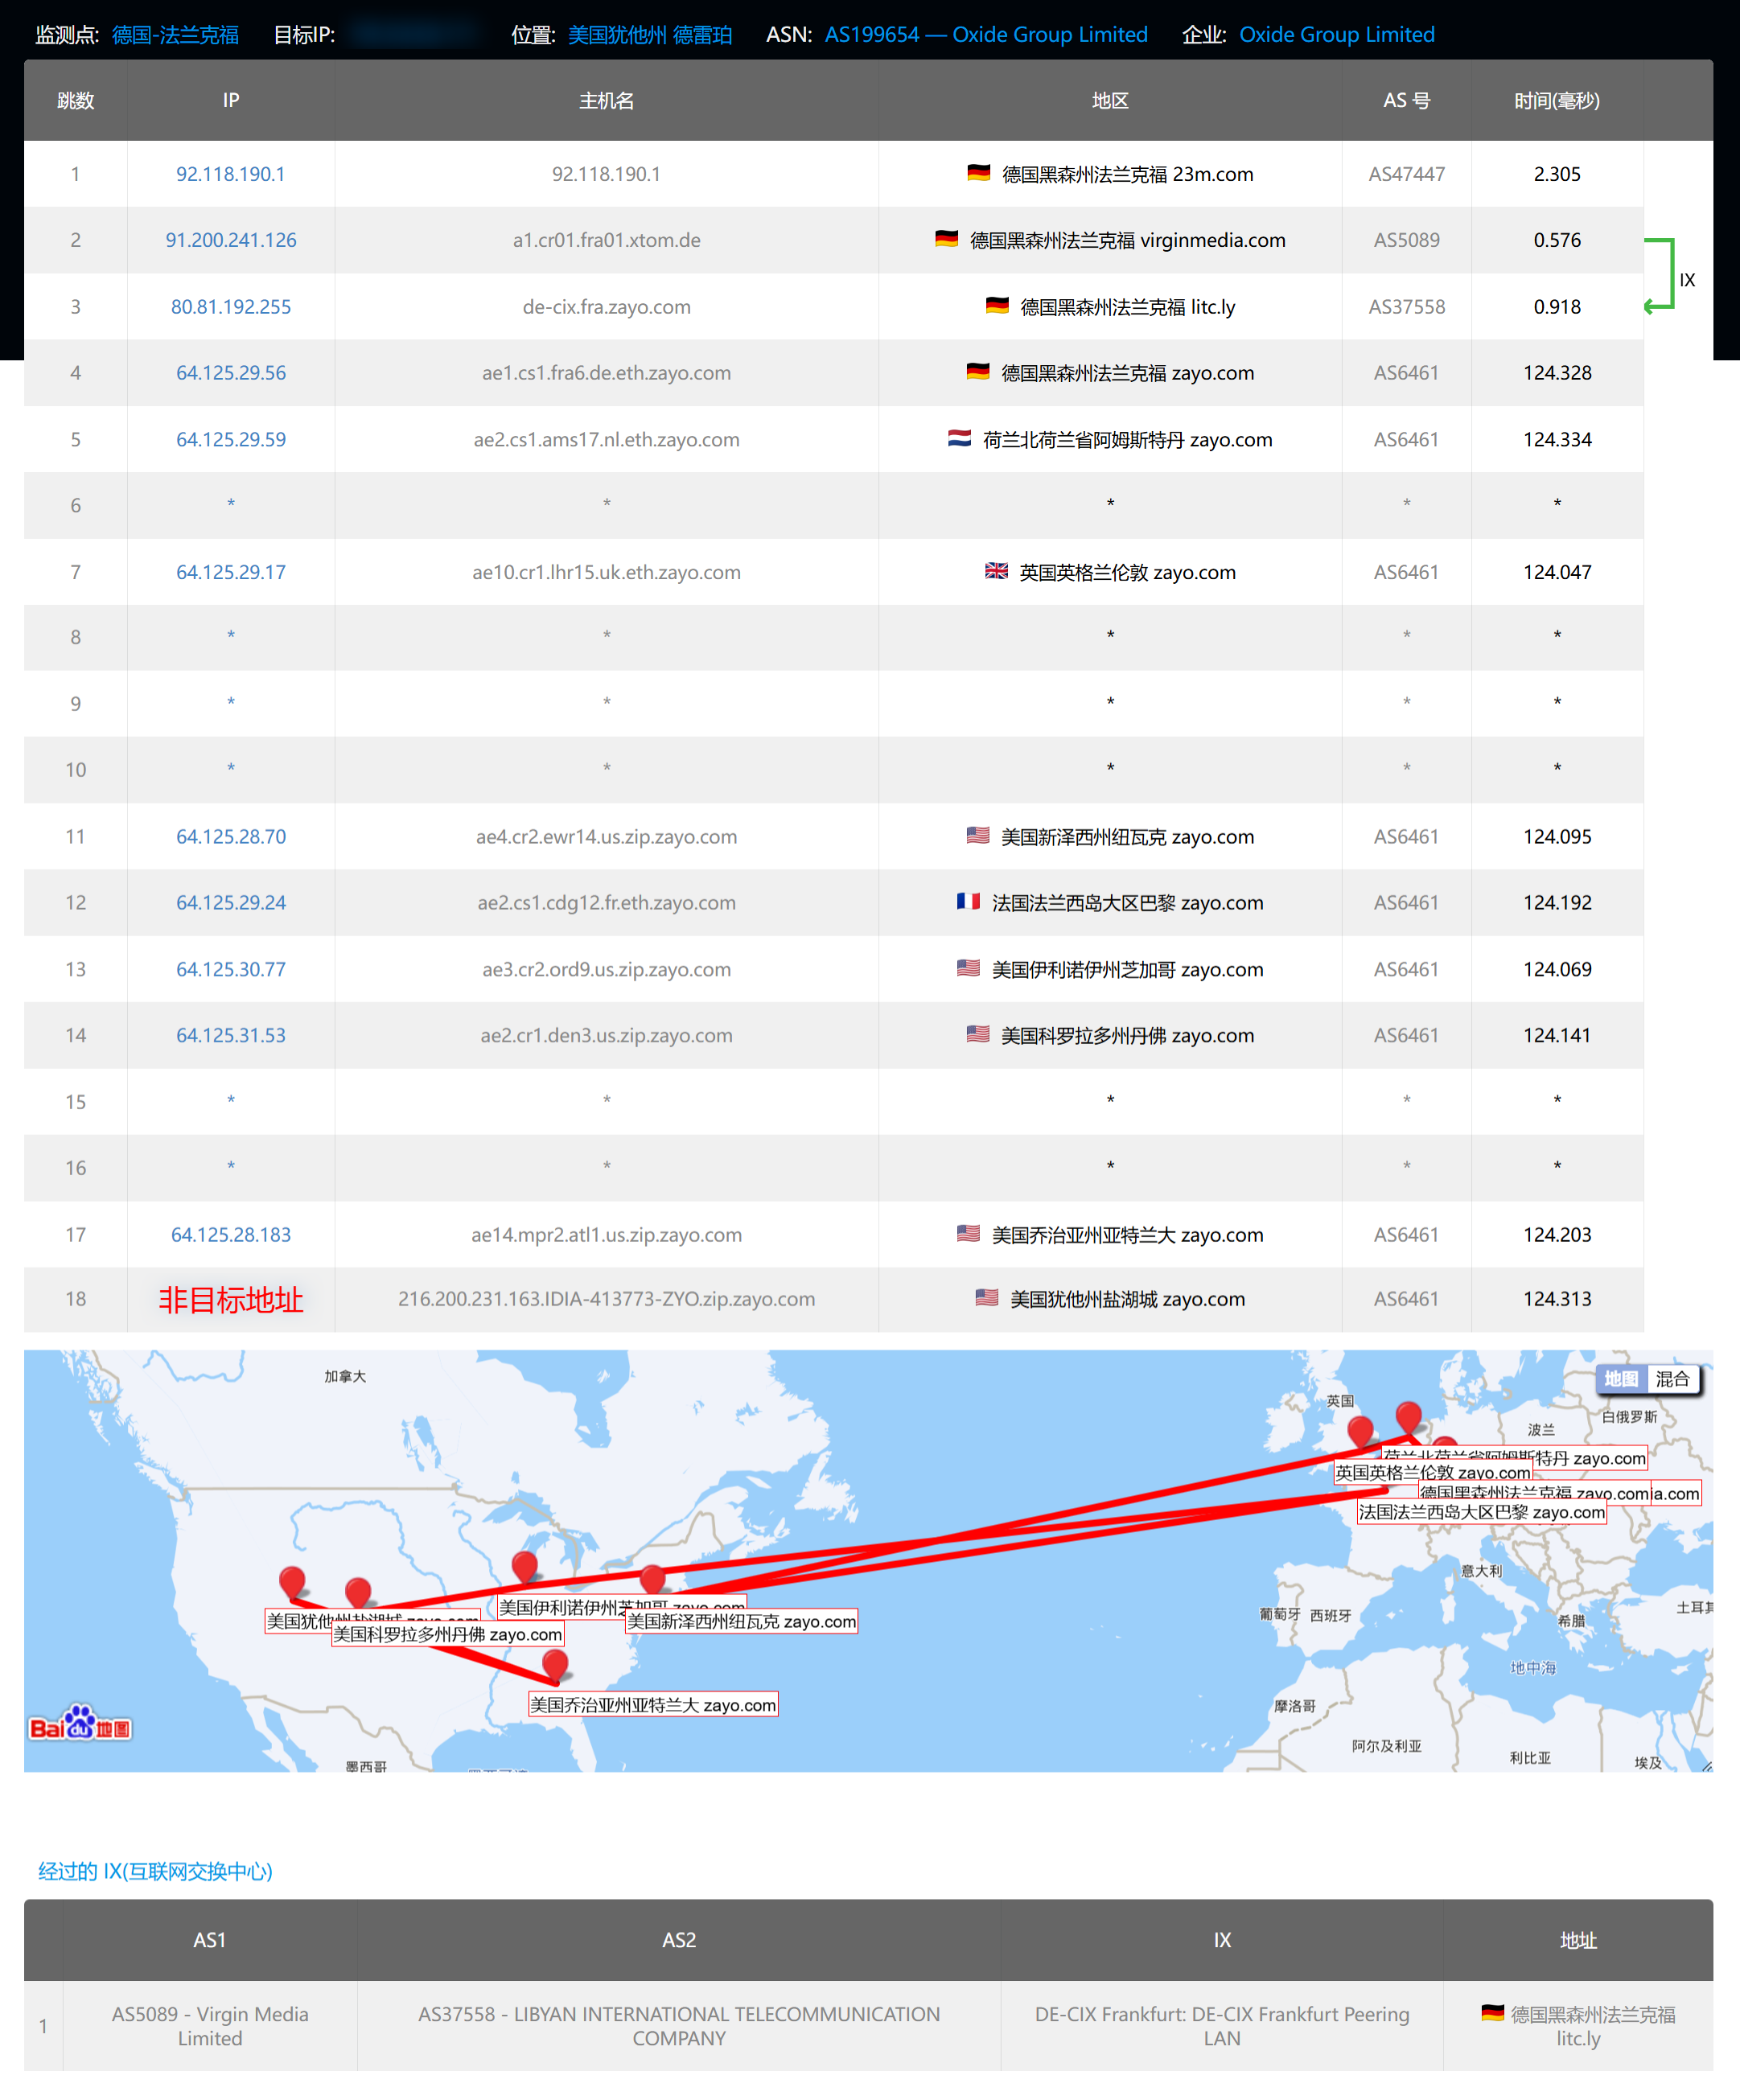 监测点: 德国-法兰克福 目标IP: 位置: 美国犹他州 德雷珀 ASN: AS199654 — Oxide Group Limited 企业: Oxide Group Limited
跳数 IP 主机名 地区 AS 号 时间(毫秒)
1 92.118.190.1 92.118.190.1 德国黑森州法兰克福 23m.com AS47447 2.305
2 91.200.241.126 a1.cr01.fra01.xtom.de 德国黑森州法兰克福 virginmedia.com AS5089 0.576
IX
3 80.81.192.255 de-cix.fra.zayo.com 德国黑森州法兰克福 litc.ly AS37558 0.918
4 64.125.29.56 ae1.cs1.fra6.de.eth.zayo.com 德国黑森州法兰克福 zayo.com AS6461 124.328
5 64.125.29.59 ae2.cs1.ams17.nl.eth.zayo.com 荷兰北荷兰省阿姆斯特丹 zayo.com AS6461 124.334
6 * * * * *
7 64.125.29.17 ae10.cr1.lhr15.uk.eth.zayo.com 英国英格兰伦敦 zayo.com AS6461 124.047
8 * * * * *
9 * * * * *
10 * * * * *
11 64.125.28.70 ae4.cr2.ewr14.us.zip.zayo.com 美国新泽西州纽瓦克 zayo.com AS6461 124.095
12 64.125.29.24 ae2.cs1.cdg12.fr.eth.zayo.com 法国法兰西岛大区巴黎 zayo.com AS6461 124.192
13 64.125.30.77 ae3.cr2.ord9.us.zip.zayo.com 美国伊利诺伊州芝加哥 zayo.com AS6461 124.069
14 64.125.31.53 ae2.cr1.den3.us.zip.zayo.com 美国科罗拉多州丹佛 zayo.com AS6461 124.141
15 * * * * *
16 * * * * *
17 64.125.28.183 ae14.mpr2.atl1.us.zip.zayo.com 美国乔治亚州亚特兰大 zayo.com AS6461 124.203
18 非目标地址 216.200.231.163.IDIA-413773-ZYO.zip.zayo.com 美国犹他州盐湖城 zayo.com AS6461 124.313
加拿大
地图 混合
英国
白俄罗斯
波兰
荷兰北荷兰省阿姆斯特丹 zayo.com
英国英格兰伦敦 zayo.com
德国黑森州法兰克福 zayo.com
ia.com
法国法兰西岛大区巴黎 zayo.com
意大利
美国伊利诺伊州芝加哥 zayo.com
葡萄牙 西班牙
土耳其
希腊
美国犹他州盐湖城 zayo.com
美国新泽西州纽瓦克 zayo.com
美国科罗拉多州丹佛 zayo.com
地中海
美国乔治亚州亚特兰大 zayo.com
摩洛哥
Bai du 地图
阿尔及利亚
利比亚
埃及
墨西哥
经过的 IX(互联网交换中心)
AS1 AS2 IX 地址
1 AS5089 - Virgin Media Limited AS37558 - LIBYAN INTERNATIONAL TELECOMMUNICATION COMPANY DE-CIX Frankfurt: DE-CIX Frankfurt Peering LAN 德国黑森州法兰克福 litc.ly